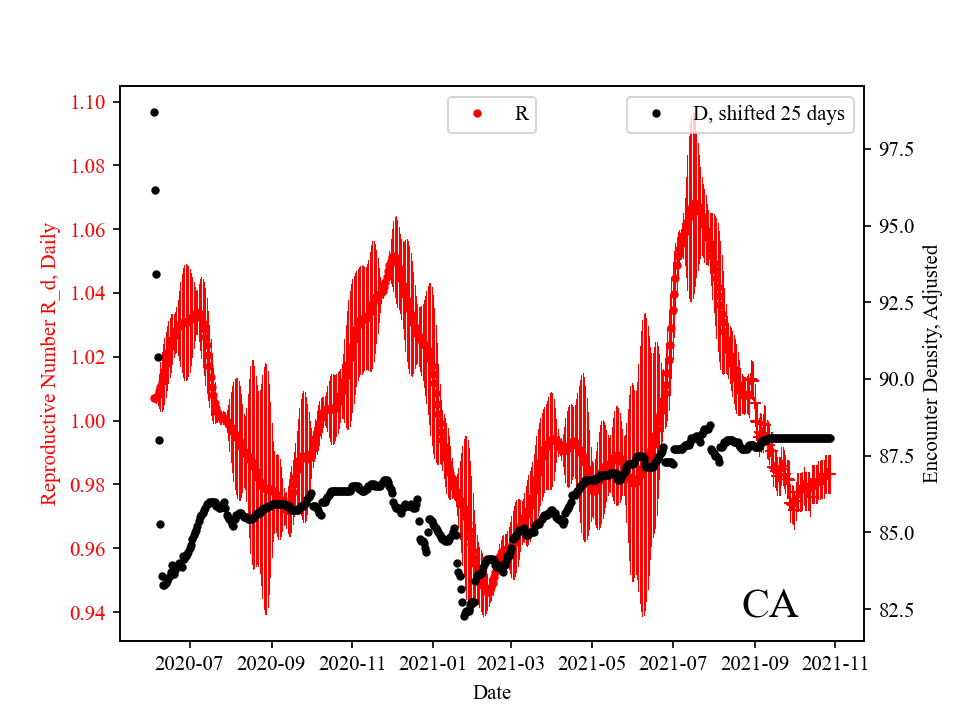 R
D, shifted 25 days
Reproductive Number R_d, Daily
1.10
1.08
1.06
1.04
1.02
1.00
0.98
0.96
0.94
97.5
95.0
92.5
90.0
87.5
85.0
82.5
Encounter Density, Adjusted
CA
2020-07 2020-09 2020-11 2021-01 2021-03 2021-05 2021-07 2021-09 2021-11
Date